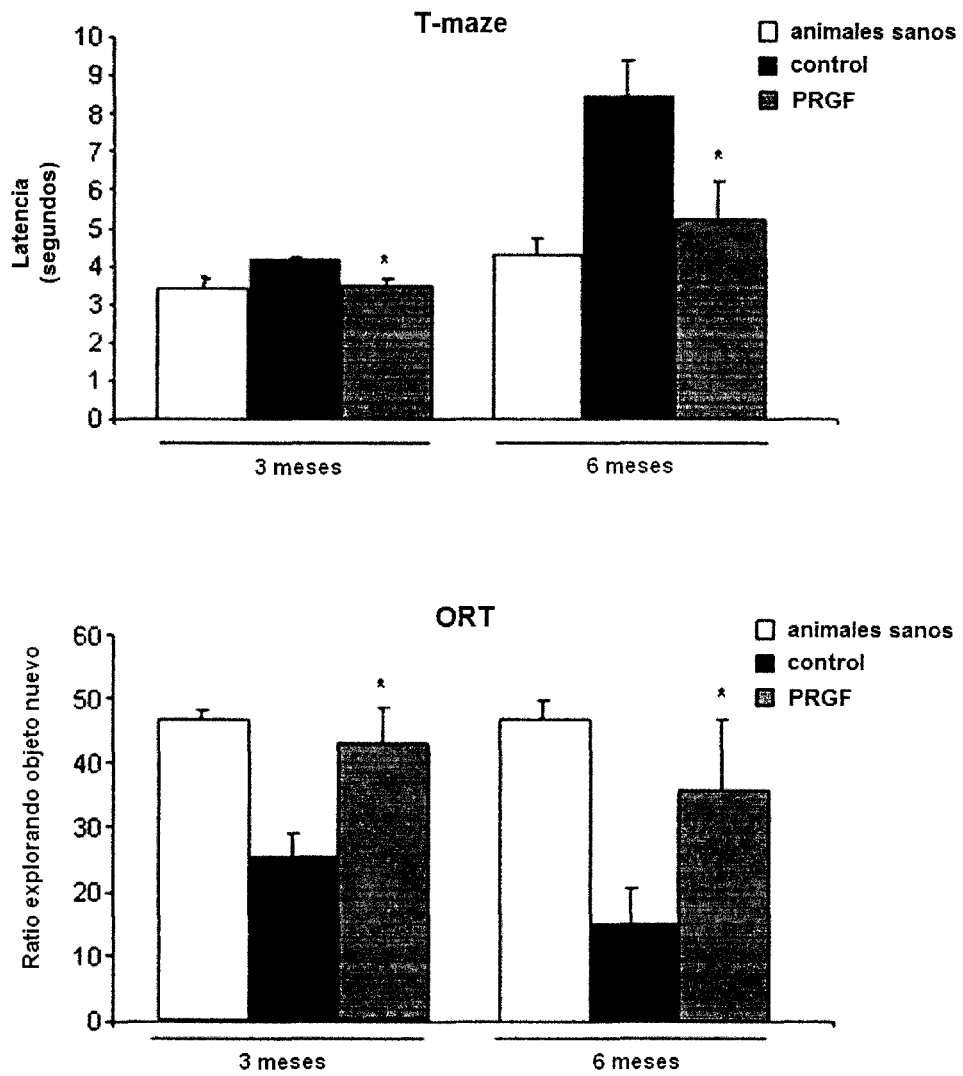 T-maze
animales sanos
control
PRGF
Latencia
(segundos)
10
9
8
7
6
5
4
3
2
1
0
*
*
3 meses
6 meses
ORT
animales sanos
control
PRGF
Ratio explorando objeto nuevo
60
50
40
30
20
10
0
*
*
3 meses
6 meses